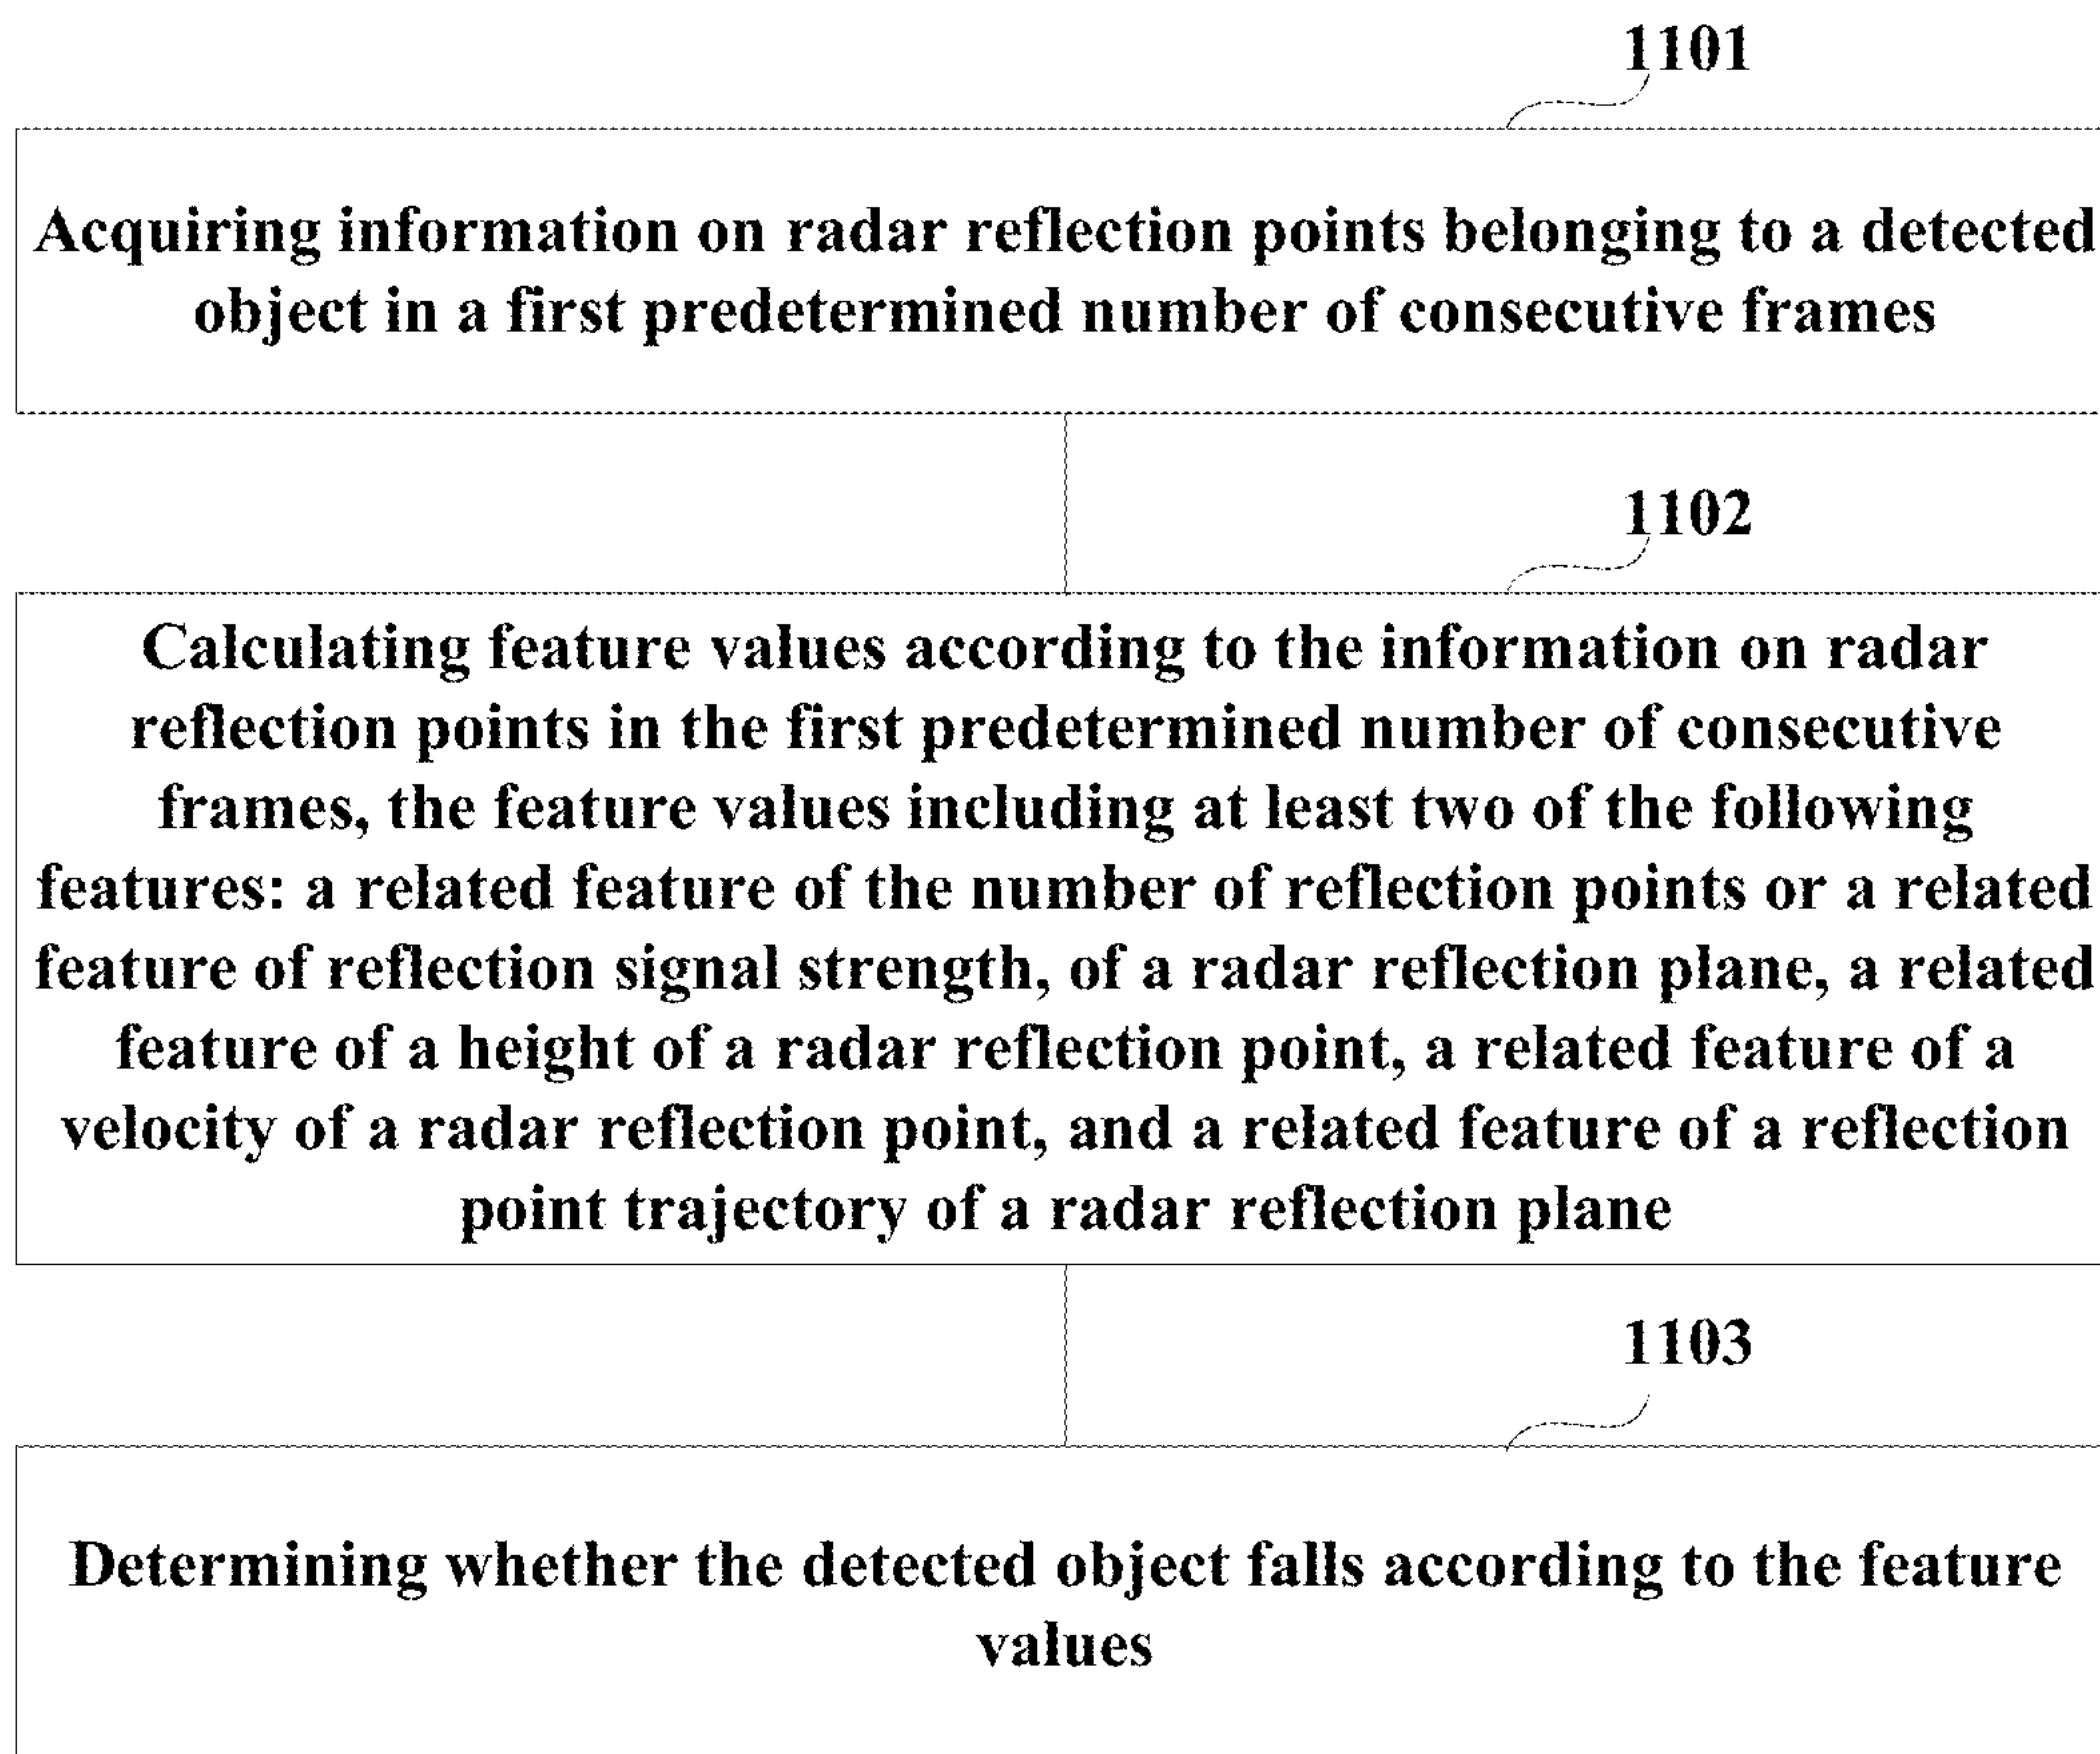 1101
Acquiring information on radar reflection points belonging to a detected
object in a first predetermined number of consecutive frames
1102
Calculating feature values according to the information on radar
reflection points in the first predetermined number of consecutive
frames, the feature values including at least two of the following
features: a related feature of the number of reflection points or a related
feature of reflection signal strength, of a radar reflection plane, a related
feature of a height of a radar reflection point, a related feature of a
velocity of a radar reflection point, and a related feature of a reflection
point trajectory of a radar reflection plane
1103
Determining whether the detected object falls according to the feature
values